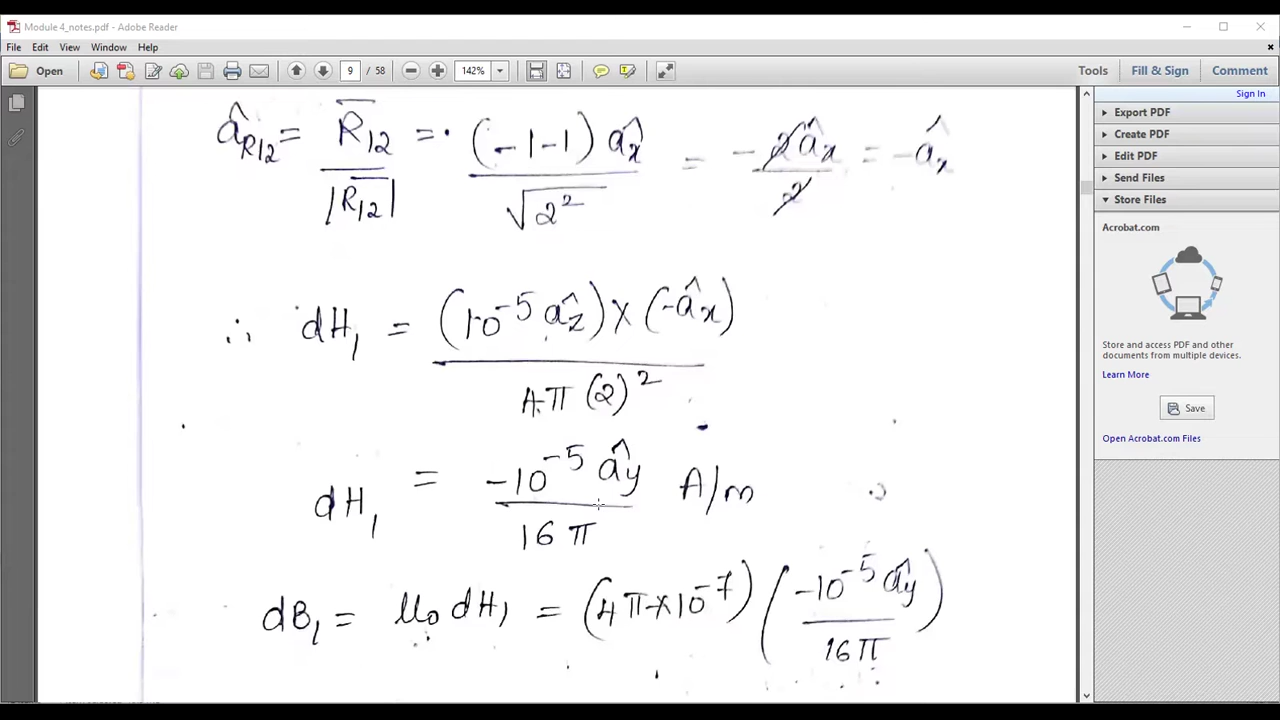 Module 4_notes.pdf - Adobe Reader
File Edit View Window Help
Open 9 / 58 142% Tools Fill & Sign Comment
Sign In
Export PDF
Create PDF
Edit PDF
Send Files
Store Files
Acrobat.com
Store and access PDF and other
documents from multiple devices.
Learn More
Save
Open Acrobat.com Files
â_R12 = R̅12 / |R̅12| = (-1-1) âx / √2² = -2âx / 2 = -âx
∴ dH₁ = (10⁻⁵ âz) × (-âx) / 4π (2)²
dH₁ = -10⁻⁵ ây / 16π A/m
dB₁ = μ₀ dH₁ = (4π×10⁻⁷) (-10⁻⁵ ây / 16π)